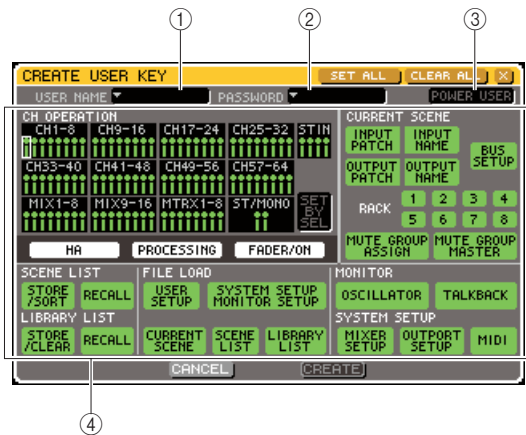 ① ② ③
CREATE USER KEY SET ALL CLEAR ALL X
USER NAME PASSWORD POWER USER
CH OPERATION
CH1-8 CH9-16 CH17-24 CH25-32 STIN
CH33-40 CH41-48 CH49-56 CH57-64
MIX1-8 MIX9-16 MTRX1-8 ST/MONO SET BY SEL
HA PROCESSING FADER/ON
CURRENT SCENE
INPUT PATCH INPUT NAME BUS SETUP
OUTPUT PATCH OUTPUT NAME
RACK 1 2 3 4
5 6 7 8
MUTE GROUP ASSIGN MUTE GROUP MASTER
SCENE LIST FILE LOAD MONITOR
STORE /SORT RECALL USER SETUP SYSTEM SETUP MONITOR SETUP OSCILLATOR TALKBACK
LIBRARY LIST SYSTEM SETUP
STORE /CLEAR RECALL CURRENT SCENE SCENE LIST LIBRARY LIST MIXER SETUP OUTPORT SETUP MIDI
CANCEL CREATE
④